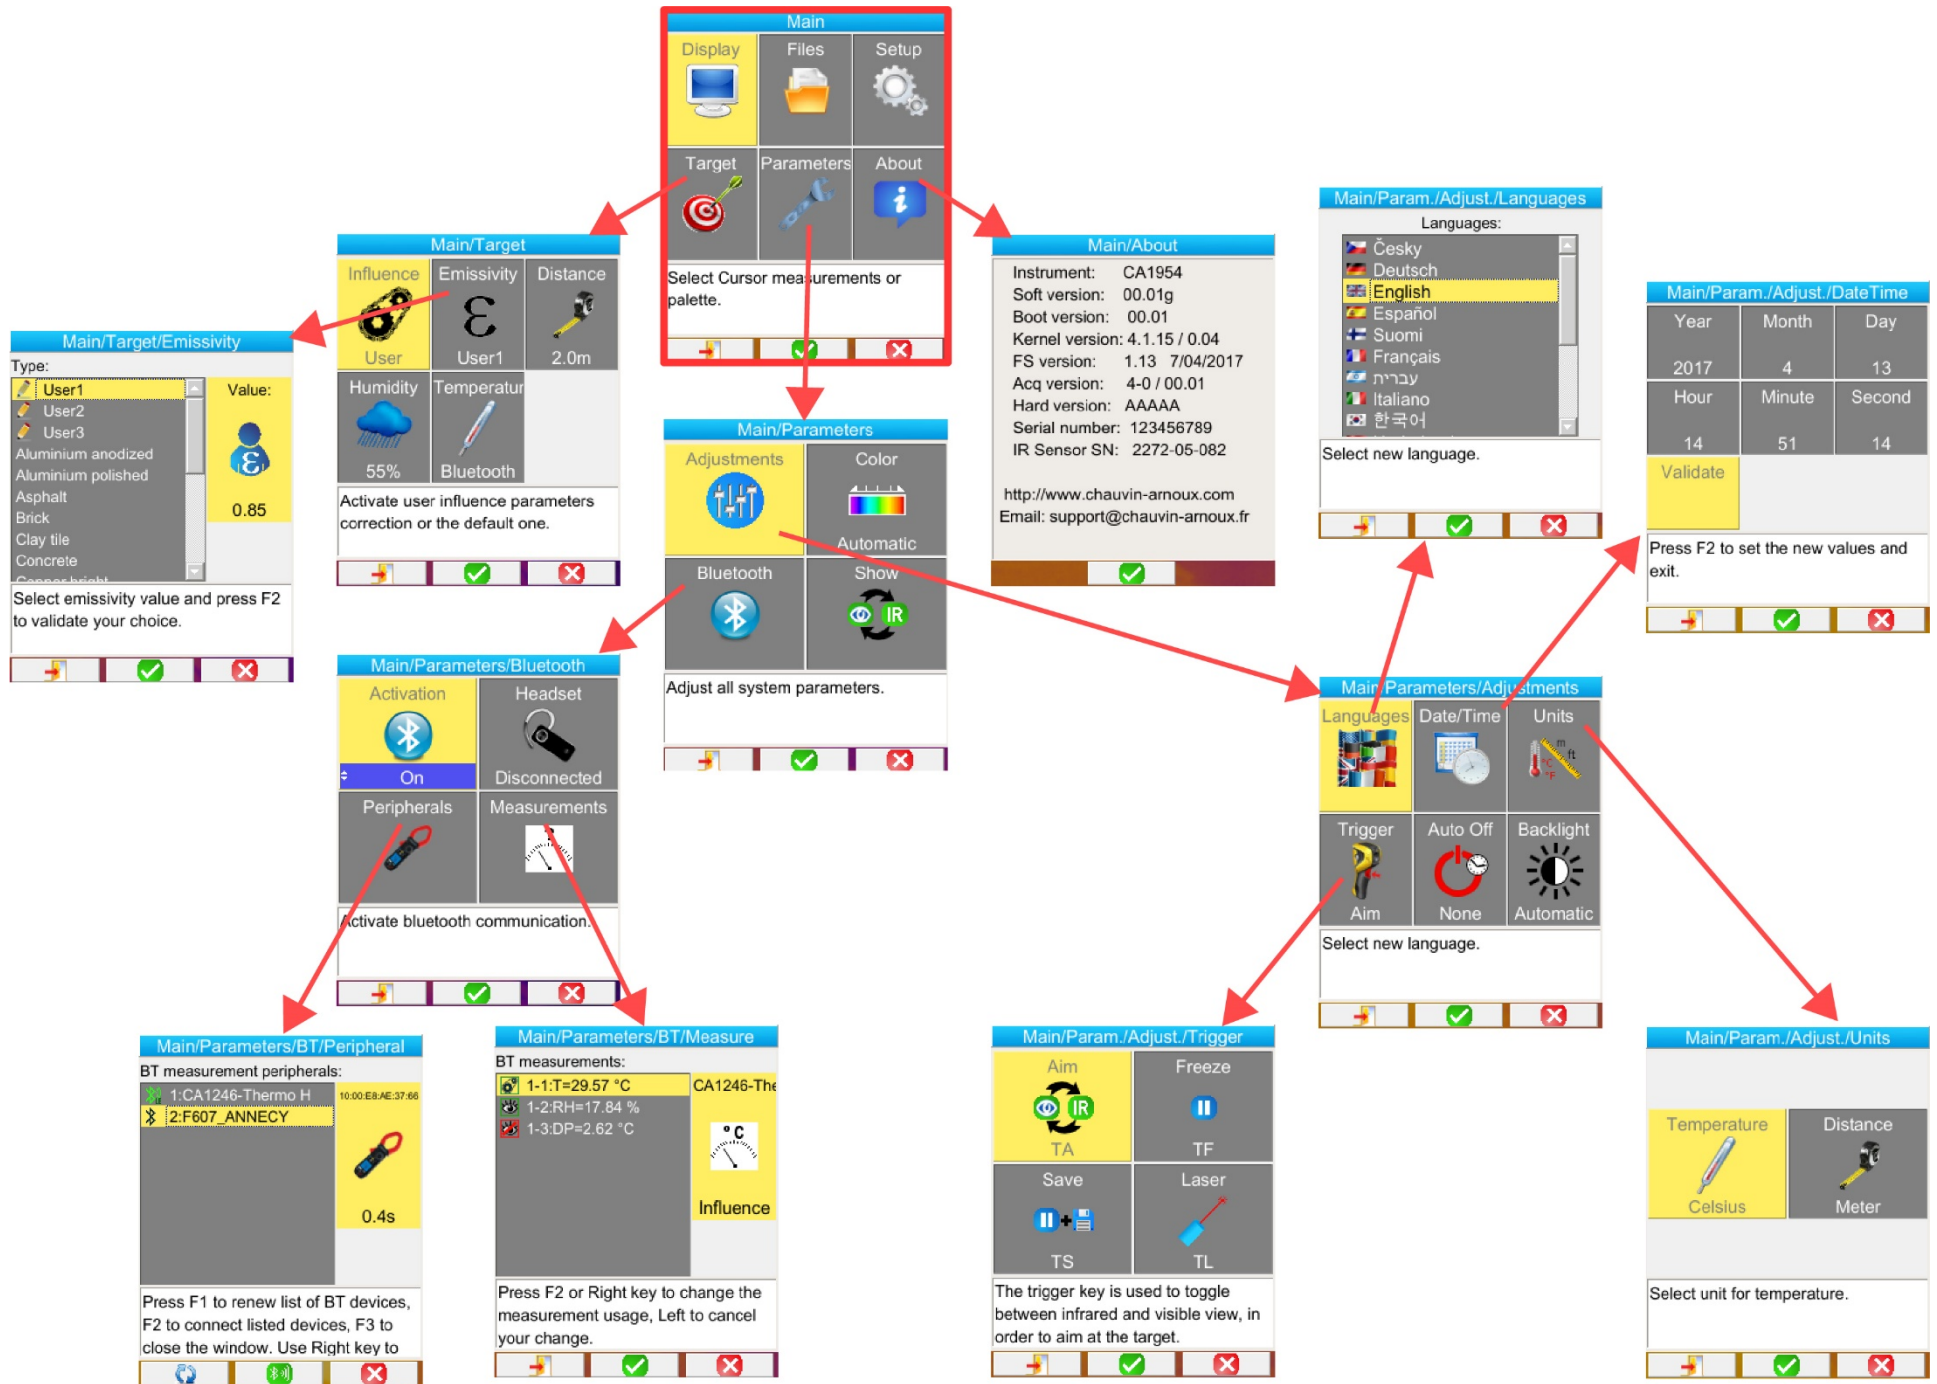 Main
Display Files Setup
Target Parameters About
Select Cursor measurements or
palette.
Main/Target
Influence Emissivity Distance
User User1 2.0m
Humidity Temperatur
55% Bluetooth
Activate user influence parameters
correction or the default one.
Main/Target/Emissivity
Type:
User1
User2
User3
Aluminium anodized
Aluminium polished
Asphalt
Brick
Clay tile
Concrete
Value:
0.85
Select emissivity value and press F2
to validate your choice.
Main/About
Instrument: CA1954
Soft version: 00.01g
Boot version: 00.01
Kernel version: 4.1.15 / 0.04
FS version: 1.13 7/04/2017
Acq version: 4-0 / 00.01
Hard version: AAAAA
Serial number: 123456789
IR Sensor SN: 2272-05-082
http://www.chauvin-arnoux.com
Email: support@chauvin-arnoux.fr
Main/Param./Adjust./Languages
Languages:
Česky
Deutsch
English
Español
Suomi
Français
עברית
Italiano
한국어
Select new language.
Main/Param./Adjust./DateTime
Year Month Day
2017 4 13
Hour Minute Second
14 51 14
Validate
Press F2 to set the new values and
exit.
Main/Parameters
Adjustments Color
Automatic
Bluetooth Show
IR
Adjust all system parameters.
Main/Parameters/Bluetooth
Activation Headset
On Disconnected
Peripherals Measurements
Activate bluetooth communication.
Main/Parameters/Adjustments
Languages Date/Time Units
m
ft
°C
°F
Trigger Auto Off Backlight
Aim None Automatic
Select new language.
Main/Parameters/BT/Peripheral
BT measurement peripherals:
1:CA1246-Thermo H
2:F607_ANNECY
10:00:E8:AE:37:66
0.4s
Press F1 to renew list of BT devices,
F2 to connect listed devices, F3 to
close the window. Use Right key to
Main/Parameters/BT/Measure
BT measurements:
1-1:T=29.57 °C
1-2:RH=17.84 %
1-3:DP=2.62 °C
CA1246-The
°C
Influence
Press F2 or Right key to change the
measurement usage, Left to cancel
your change.
Main/Param./Adjust./Trigger
Aim Freeze
IR
TA TF
Save Laser
TS TL
The trigger key is used to toggle
between infrared and visible view, in
order to aim at the target.
Main/Param./Adjust./Units
Temperature Distance
Celsius Meter
Select unit for temperature.